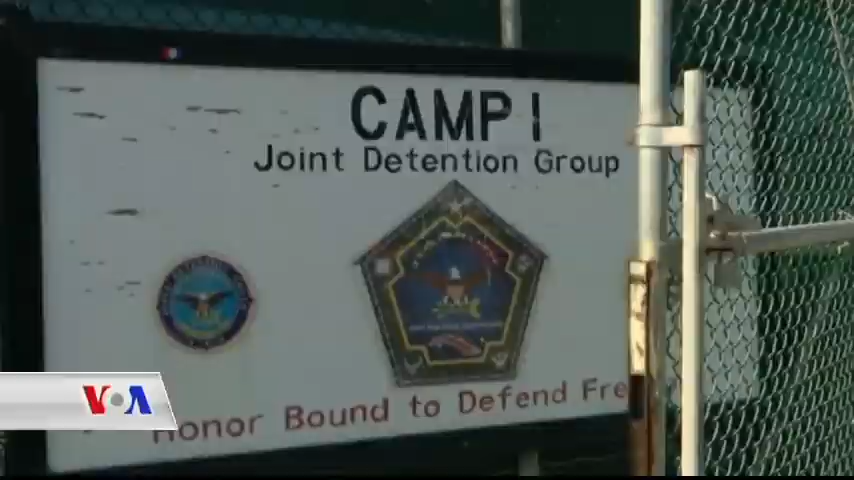 CAMP I
Joint Detention Group
Honor Bound to Defend Fre
VOA